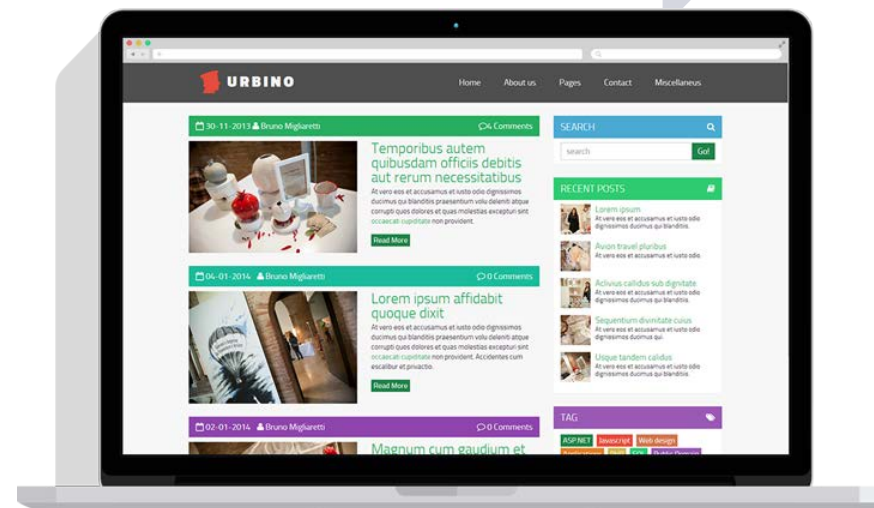 URBINO
Home About us Pages Contact Miscellaneus
30-11-2013 Bruno Migliaretti 4 Comments
Temporibus autem
quibusdam officiis debitis
aut rerum necessitatibus
At vero eos et accusamus et iusto odio dignissimos
ducimus qui blanditiis praesentium volu deleniti atque
corrupti quos dolores et quas molestias excepturi sint
occaecati cupiditate non provident.
Read More
04-01-2014 Bruno Migliaretti 0 Comments
Lorem ipsum affidabit
quoque dixit
At vero eos et accusamus et iusto odio dignissimos
ducimus qui blanditiis praesentium volu deleniti atque
corrupti quos dolores et quas molestias excepturi sint
occaecati cupiditate non provident. Accidentes cum
escalibur et privactio.
Read More
02-01-2014 Bruno Migliaretti 0 Comments
Magnum cum gaudium et
SEARCH
search Go!
RECENT POSTS
Lorem ipsum
At vero eos et accusamus et iusto odio
dignissimos ducimus qui blanditiis.
Avion travel pluribus
At vero eos et accusamus et iusto odio.
Aclivius callidus sub dignitate
At vero eos et accusamus et iusto odio
dignissimos ducimus qui blanditiis.
Sequentium divinitate cuius
At vero eos et accusamus et iusto odio
dignissimos ducimus qui.
Usque tandem calidus
At vero eos et accusamus et iusto odio
dignissimos ducimus qui blanditiis.
TAG
ASP.NET Javascript Web design
SQL Public Domain